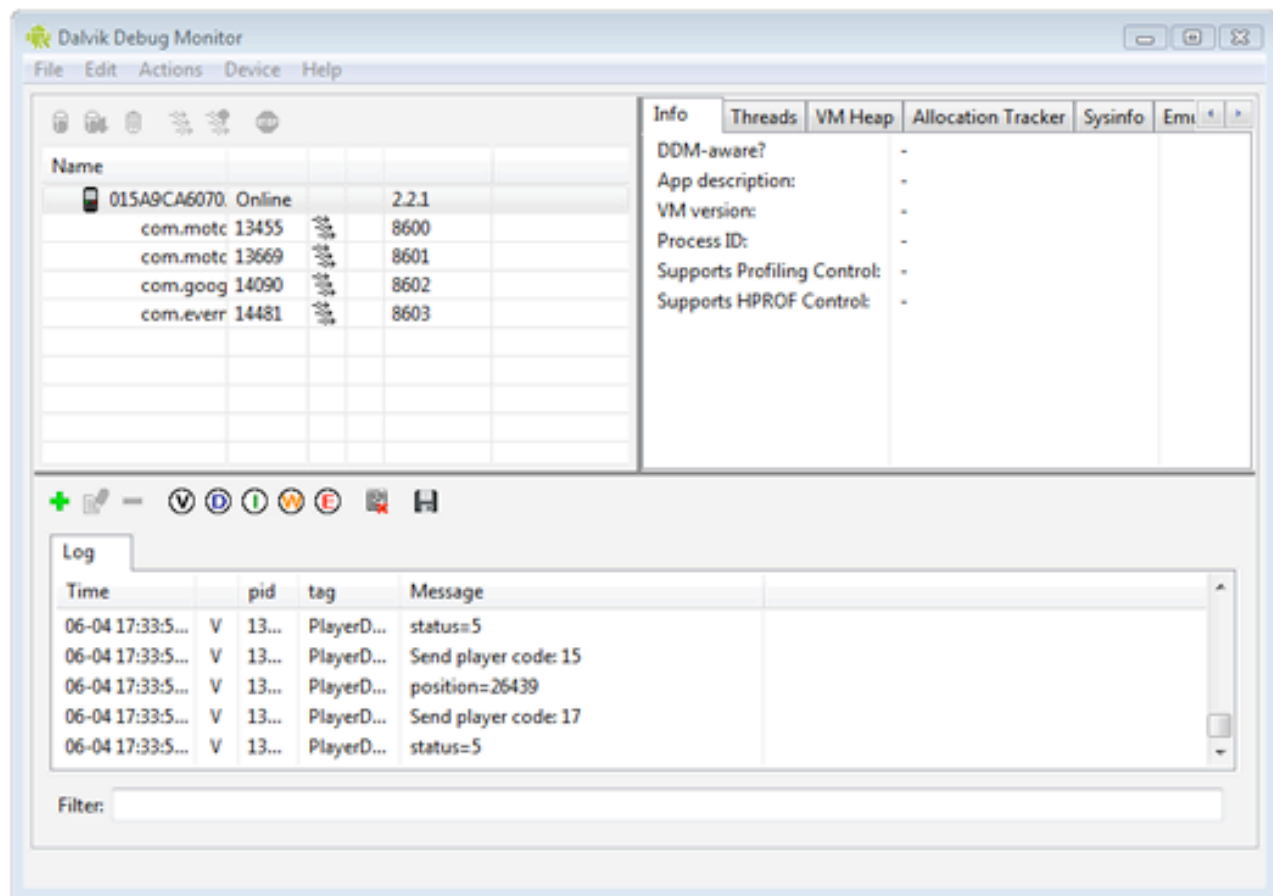 Dalvik Debug Monitor
File Edit Actions Device Help
Info Threads VM Heap Allocation Tracker Sysinfo Emu
Name
015A9CA6070. Online 2.2.1
com.motc 13455 8600
com.motc 13669 8601
com.goog 14090 8602
com.everr 14481 8603
DDM-aware? -
App description: -
VM version: -
Process ID: -
Supports Profiling Control: -
Supports HPROF Control: -
V D I W E
Log
Time pid tag Message
06-04 17:33:5... V 13... PlayerD... status=5
06-04 17:33:5... V 13... PlayerD... Send player code: 15
06-04 17:33:5... V 13... PlayerD... position=26439
06-04 17:33:5... V 13... PlayerD... Send player code: 17
06-04 17:33:5... V 13... PlayerD... status=5
Filter: